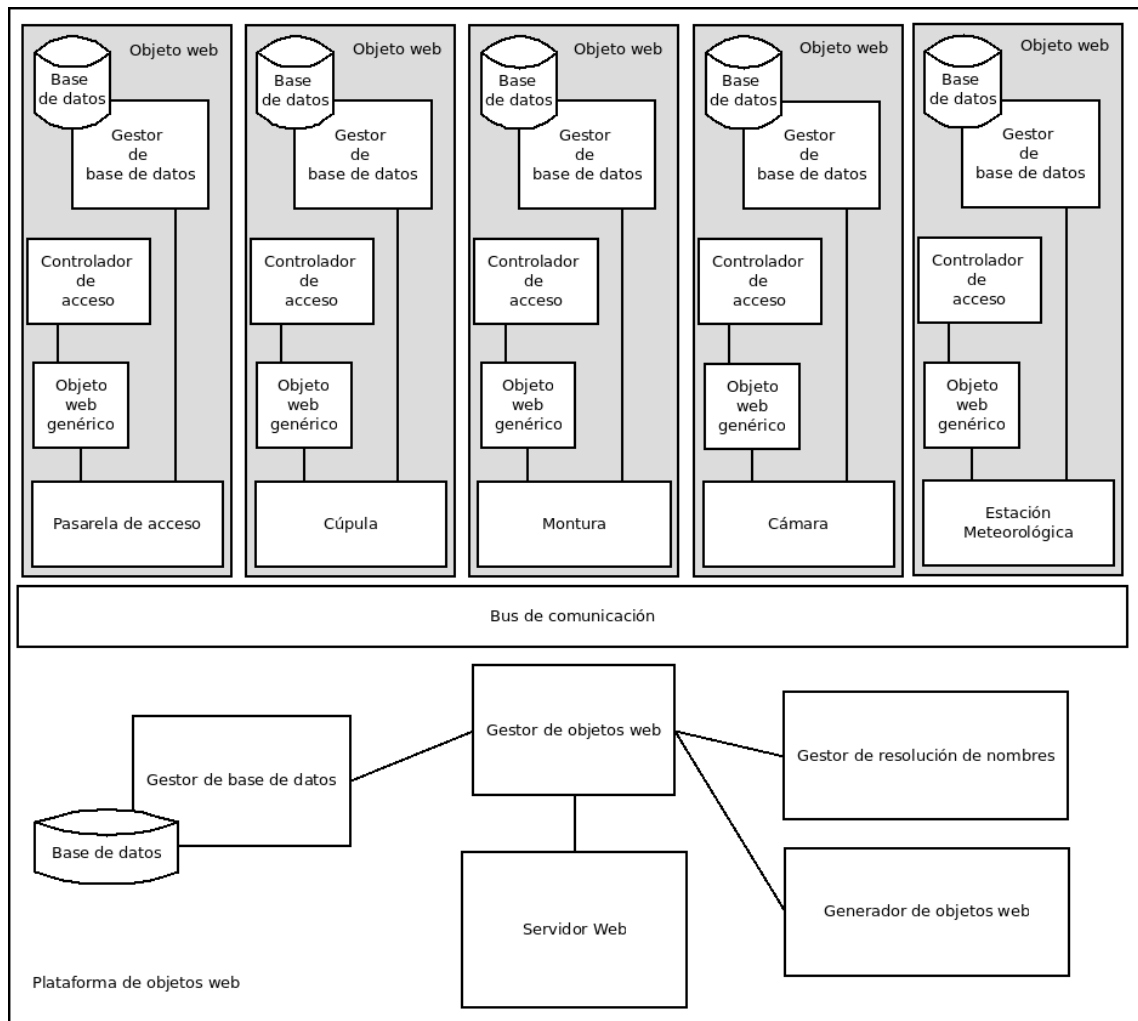 Objeto web
Base
de datos
Gestor
de
base de datos
Controlador
de
acceso
Objeto
web
genérico
Pasarela de acceso
Objeto web
Base
de datos
Gestor
de
base de datos
Controlador
de
acceso
Objeto
web
genérico
Cúpula
Objeto web
Base
de datos
Gestor
de
base de datos
Controlador
de
acceso
Objeto
web
genérico
Montura
Objeto web
Base
de datos
Gestor
de
base de datos
Controlador
de
acceso
Objeto
web
genérico
Cámara
Objeto web
Base
de datos
Gestor
de
base de datos
Controlador
de
acceso
Objeto
web
genérico
Estación
Meteorológica
Bus de comunicación
Gestor de objetos web
Gestor de base de datos
Base de datos
Gestor de resolución de nombres
Servidor Web
Generador de objetos web
Plataforma de objetos web